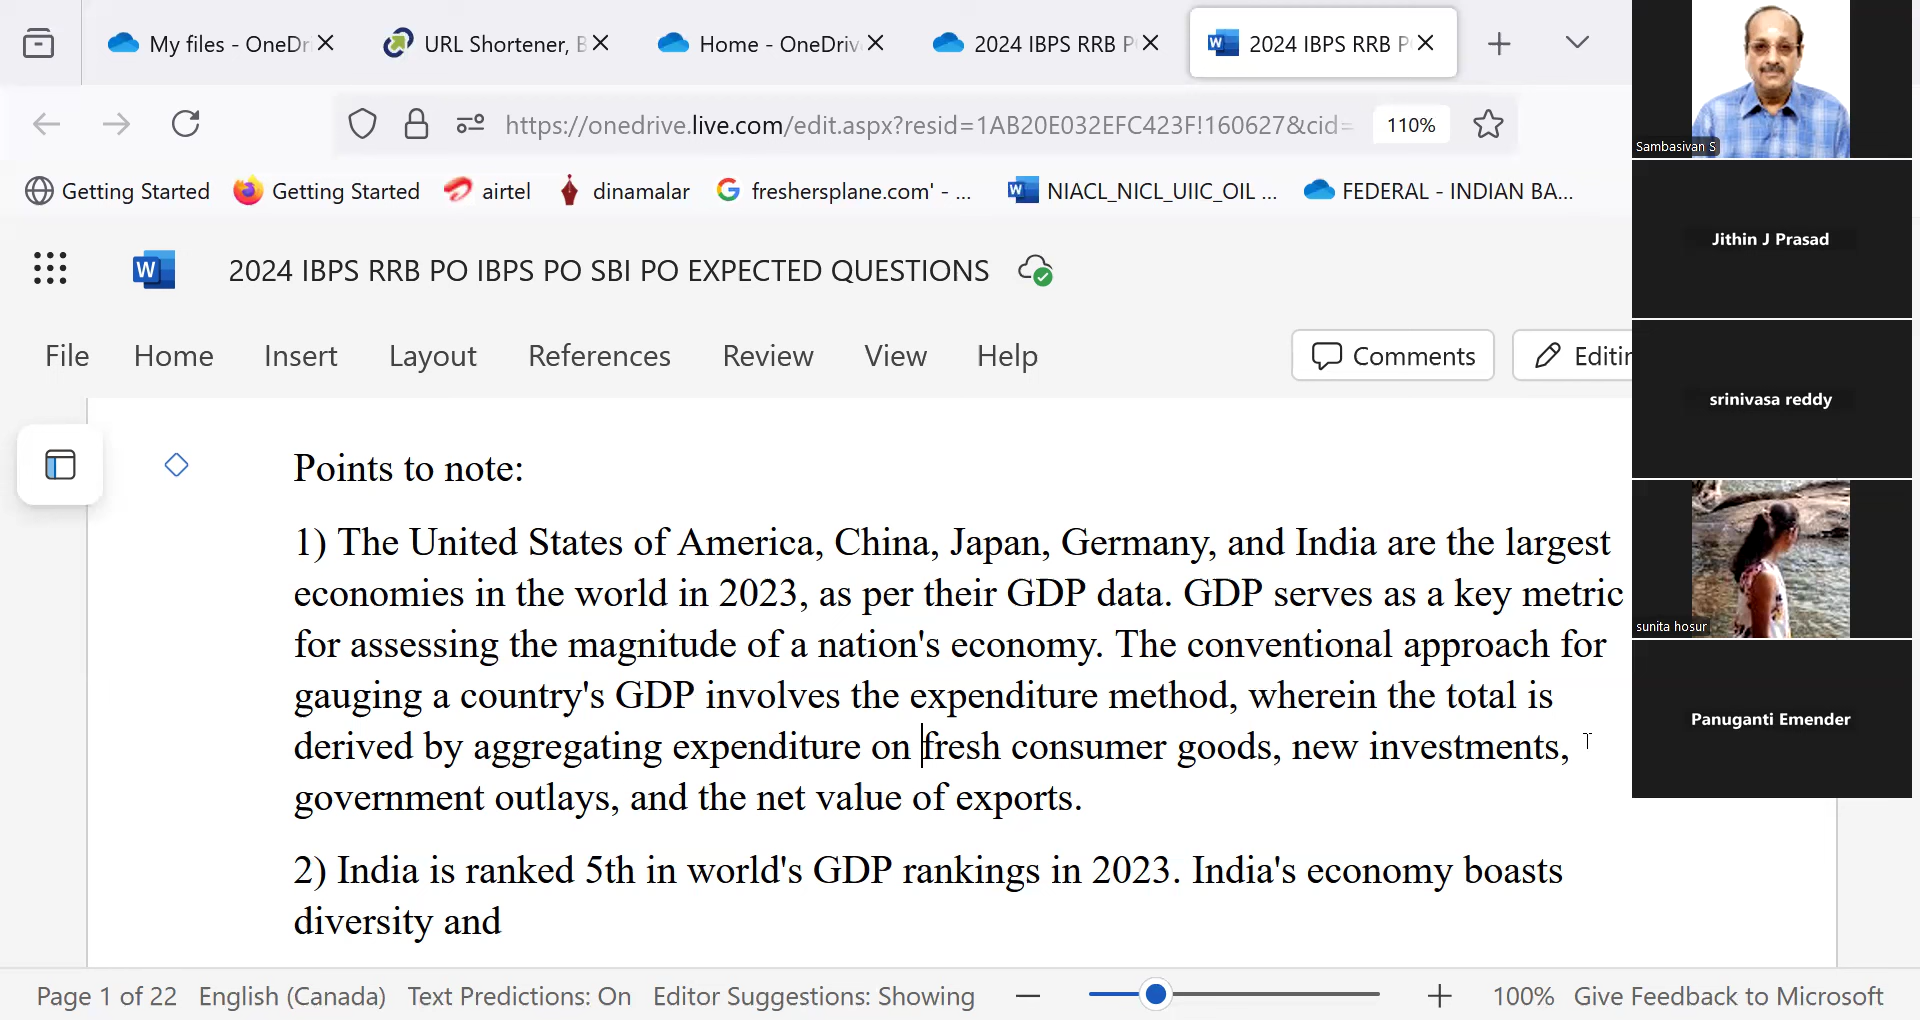 My files - OneDri
URL Shortener, B
Home - OneDriv
2024 IBPS RRB P
2024 IBPS RRB P
https://onedrive.live.com/edit.aspx?resid=1AB20E032EFC423F!160627&cid=
110%
Getting Started
Getting Started
airtel
dinamalar
freshersplane.com' - ...
NIACL_NICL_UIIC_OIL ...
FEDERAL - INDIAN BA...
W
2024 IBPS RRB PO IBPS PO SBI PO EXPECTED QUESTIONS
File Home Insert Layout References Review View Help
Comments
Editin
Points to note:
1) The United States of America, China, Japan, Germany, and India are the largest
economies in the world in 2023, as per their GDP data. GDP serves as a key metric
for assessing the magnitude of a nation's economy. The conventional approach for
gauging a country's GDP involves the expenditure method, wherein the total is
derived by aggregating expenditure on fresh consumer goods, new investments,
government outlays, and the net value of exports.
2) India is ranked 5th in world's GDP rankings in 2023. India's economy boasts
diversity and
Page 1 of 22 English (Canada) Text Predictions: On Editor Suggestions: Showing
100% Give Feedback to Microsoft
Sambasivan S
Jithin J Prasad
srinivasa reddy
sunita hosur
Panuganti Emender